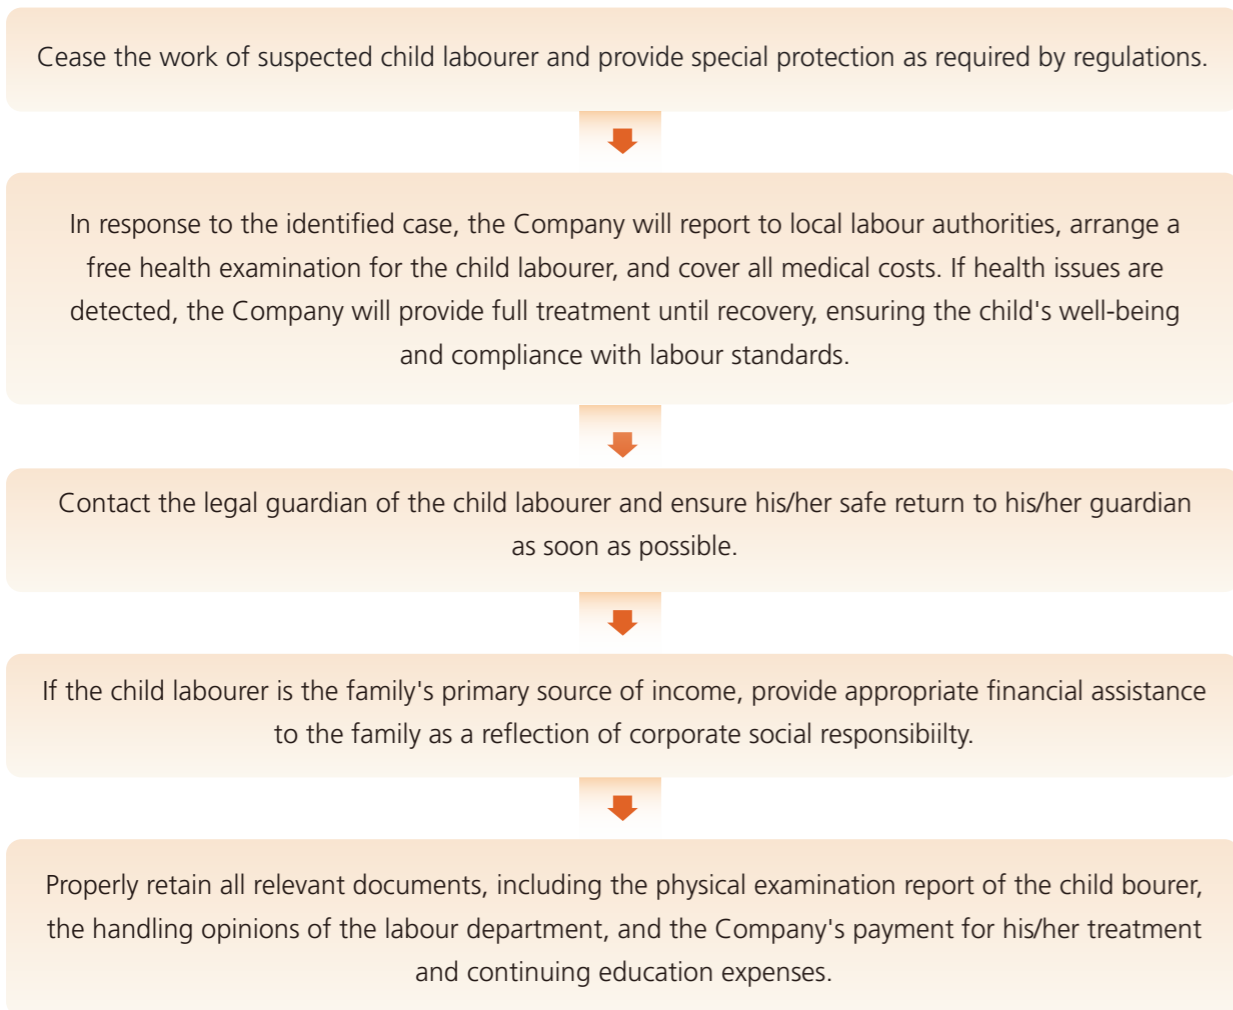 Cease the work of suspected child labourer and provide special protection as required by regulations.
In response to the identified case, the Company will report to local labour authorities, arrange a
free health examination for the child labourer, and cover all medical costs. If health issues are
detected, the Company will provide full treatment until recovery, ensuring the child's well-being
and compliance with labour standards.
Contact the legal guardian of the child labourer and ensure his/her safe return to his/her guardian
as soon as possible.
If the child labourer is the family's primary source of income, provide appropriate financial assistance
to the family as a reflection of corporate social responsibiilty.
Properly retain all relevant documents, including the physical examination report of the child bourer,
the handling opinions of the labour department, and the Company's payment for his/her treatment
and continuing education expenses.